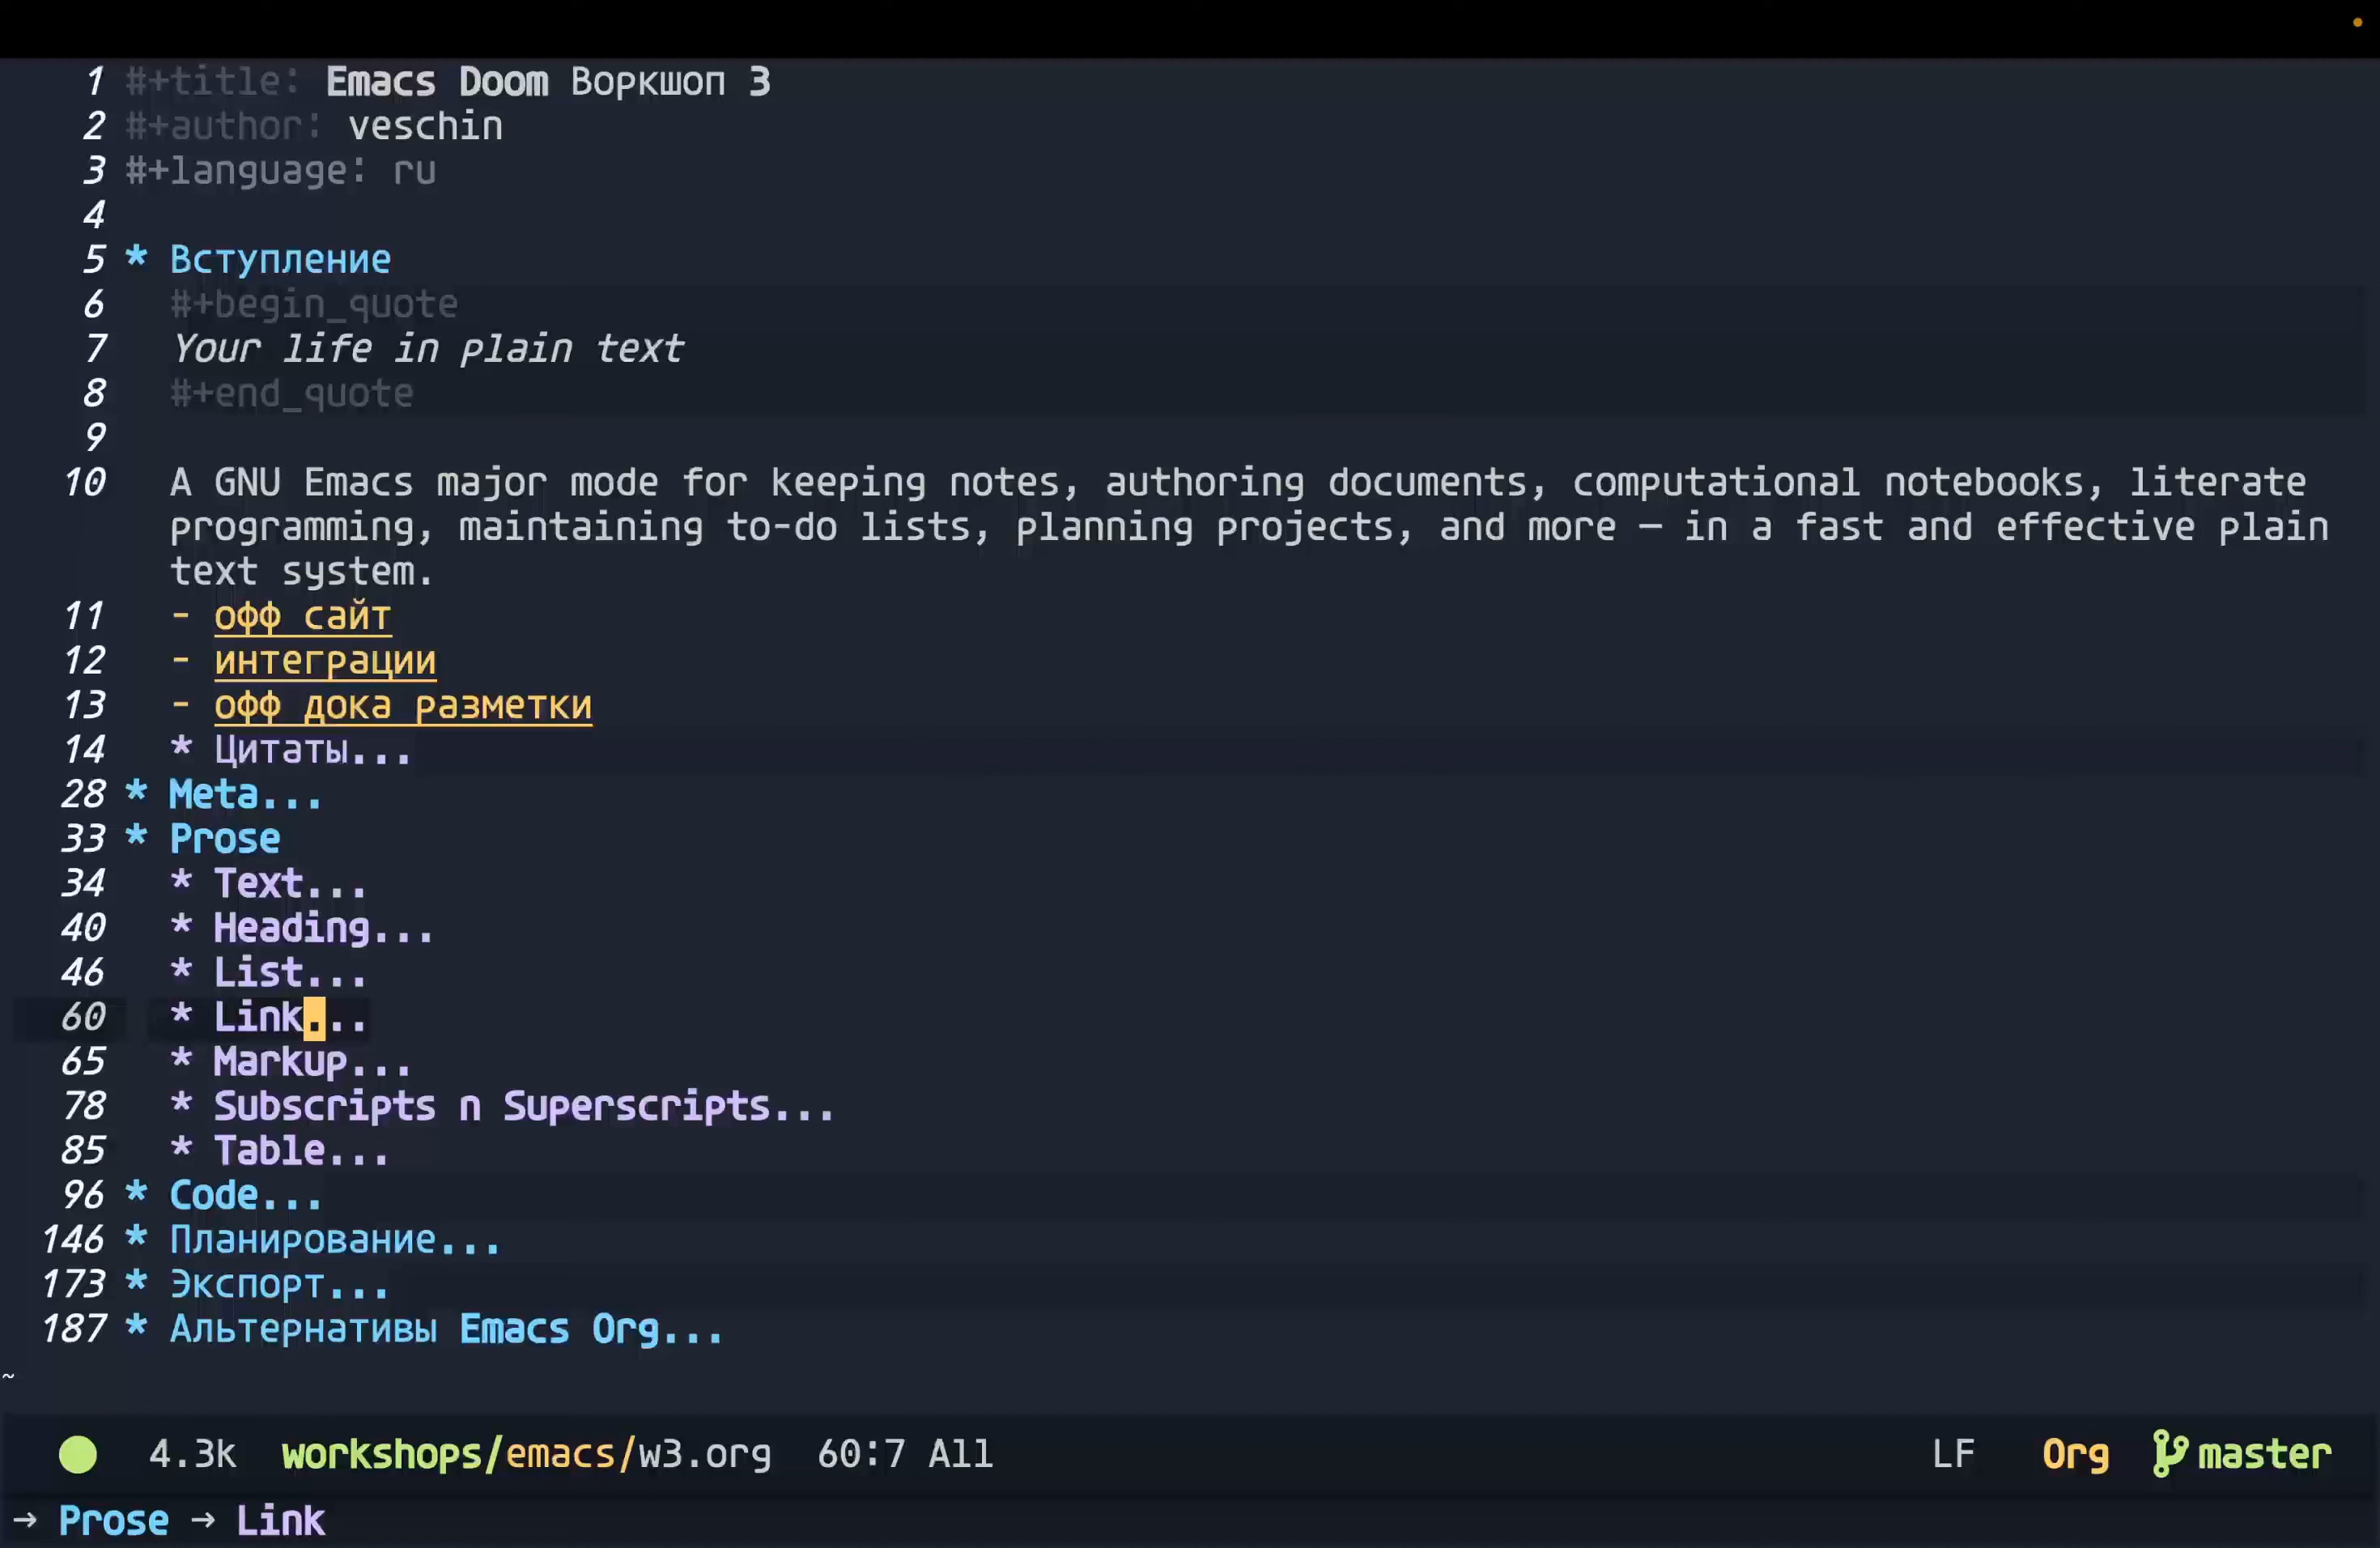 1 #+title: Emacs Doom Воркшоп 3
2 #+author: veschin
3 #+language: ru
4
5 * Вступление
6 #+begin_quote
7 Your life in plain text
8 #+end_quote
9
10 A GNU Emacs major mode for keeping notes, authoring documents, computational notebooks, literate
programming, maintaining to-do lists, planning projects, and more — in a fast and effective plain
text system.
11 - офф сайт
12 - интеграции
13 - офф дока разметки
14 * Цитаты...
28 * Meta...
33 * Prose
34 * Text...
40 * Heading...
46 * List...
60 * Link...
65 * Markup...
78 * Subscripts n Superscripts...
85 * Table...
96 * Code...
146 * Планирование...
173 * Экспорт...
187 * Альтернативы Emacs Org...
~
4.3k workshops/emacs/w3.org 60:7 All LF Org master
→ Prose → Link